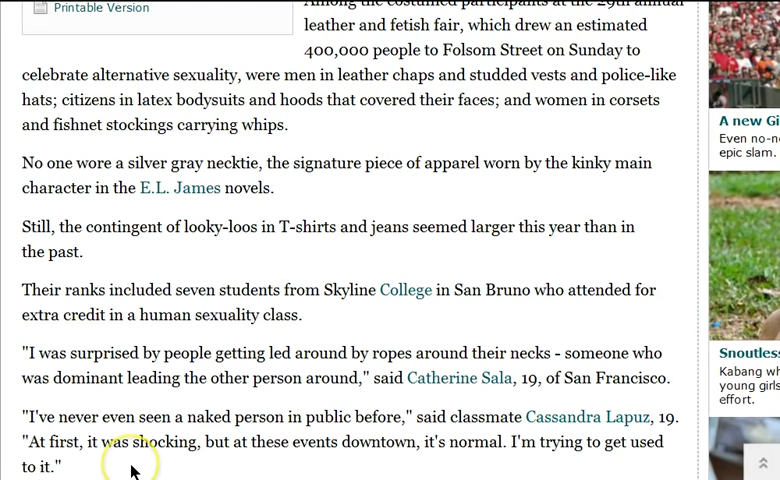 Printable Version
Among the costumed participants at the 29th annual
leather and fetish fair, which drew an estimated
400,000 people to Folsom Street on Sunday to
celebrate alternative sexuality, were men in leather chaps and studded vests and police-like
hats; citizens in latex bodysuits and hoods that covered their faces; and women in corsets
and fishnet stockings carrying whips.
No one wore a silver gray necktie, the signature piece of apparel worn by the kinky main
character in the E.L. James novels.
Still, the contingent of looky-loos in T-shirts and jeans seemed larger this year than in
the past.
Their ranks included seven students from Skyline College in San Bruno who attended for
extra credit in a human sexuality class.
"I was surprised by people getting led around by ropes around their necks - someone who
was dominant leading the other person around," said Catherine Sala, 19, of San Francisco.
"I've never even seen a naked person in public before," said classmate Cassandra Lapuz, 19.
"At first, it was shocking, but at these events downtown, it's normal. I'm trying to get used
to it."
A new Gi
Even no-n
epic slam.
Snoutless
Kabang wh
young girls
effort.